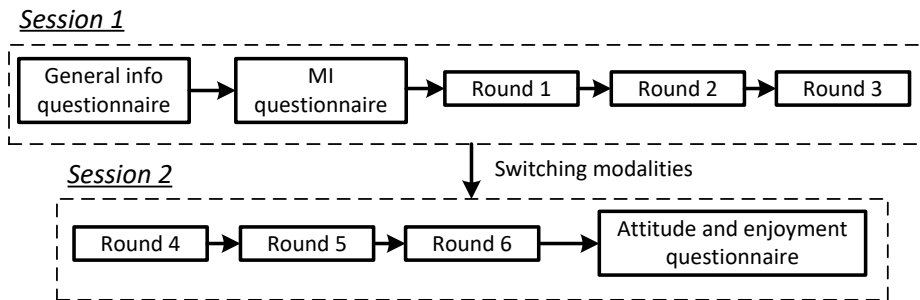 Session 1
General info
questionnaire
MI
questionnaire
Round 1
Round 2
Round 3
Switching modalities
Session 2
Round 4
Round 5
Round 6
Attitude and enjoyment
questionnaire